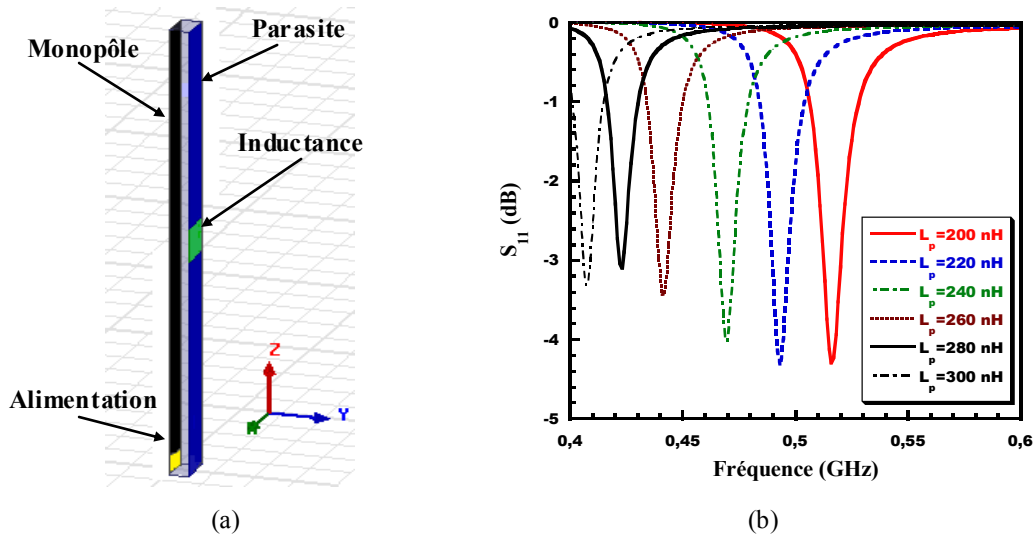 Monopôle
Parasite
Inductance
Alimentation
Z
Y
(a)
0
-1
-2
-3
-4
-5
S11 (dB)
Lp=200 nH
Lp=220 nH
Lp=240 nH
Lp=260 nH
Lp=280 nH
Lp=300 nH
0,4 0,45 0,5 0,55 0,6
Fréquence (GHz)
(b)